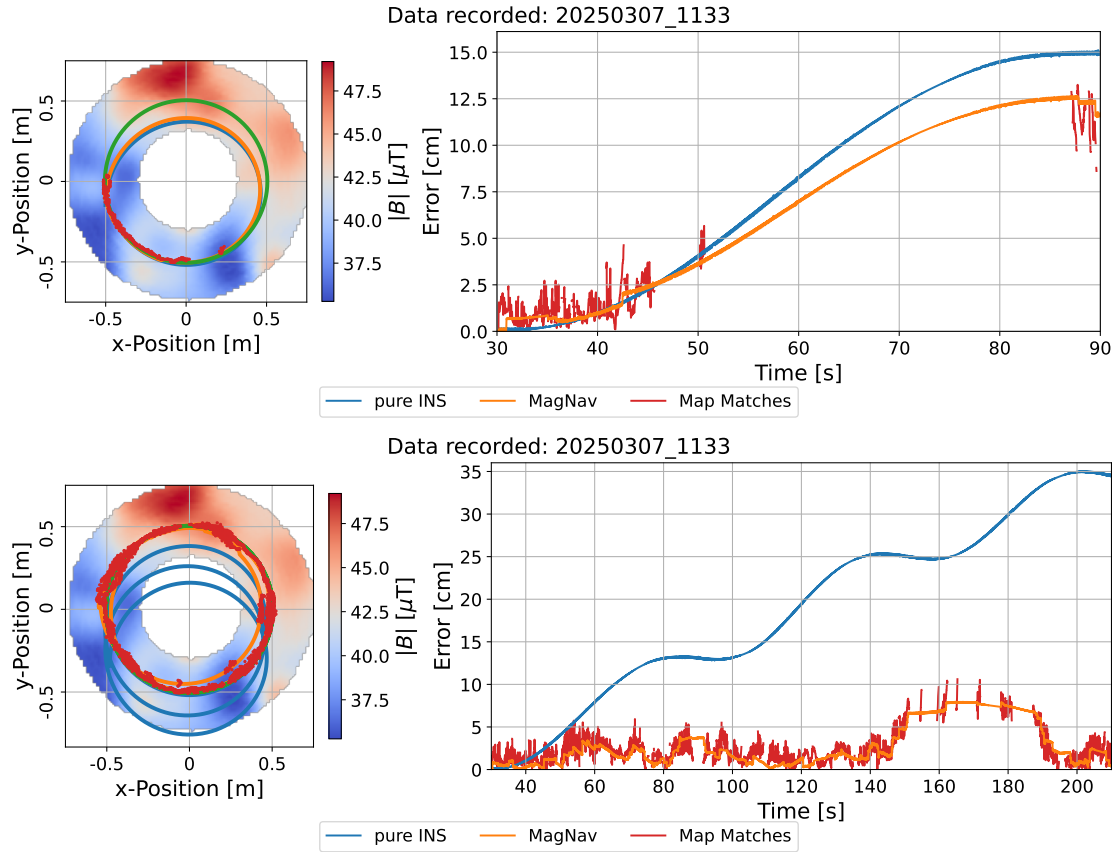 Data recorded: 20250307_1133
y-Position [m]
0.5
0
-0.5
-0.5
0
0.5
x-Position [m]
47.5
45.0
42.5
40.0
37.5
|B| [μT]
Error [cm]
15.0
12.5
10.0
7.5
5.0
2.5
0.0
30
40
50
60
70
80
90
Time [s]
pure INS
MagNav
Map Matches
Data recorded: 20250307_1133
y-Position [m]
0.5
0
-0.5
-0.5
0
0.5
x-Position [m]
47.5
45.0
42.5
40.0
37.5
|B| [μT]
Error [cm]
35
30
25
20
15
10
5
0
40
60
80
100
120
140
160
180
200
Time [s]
pure INS
MagNav
Map Matches